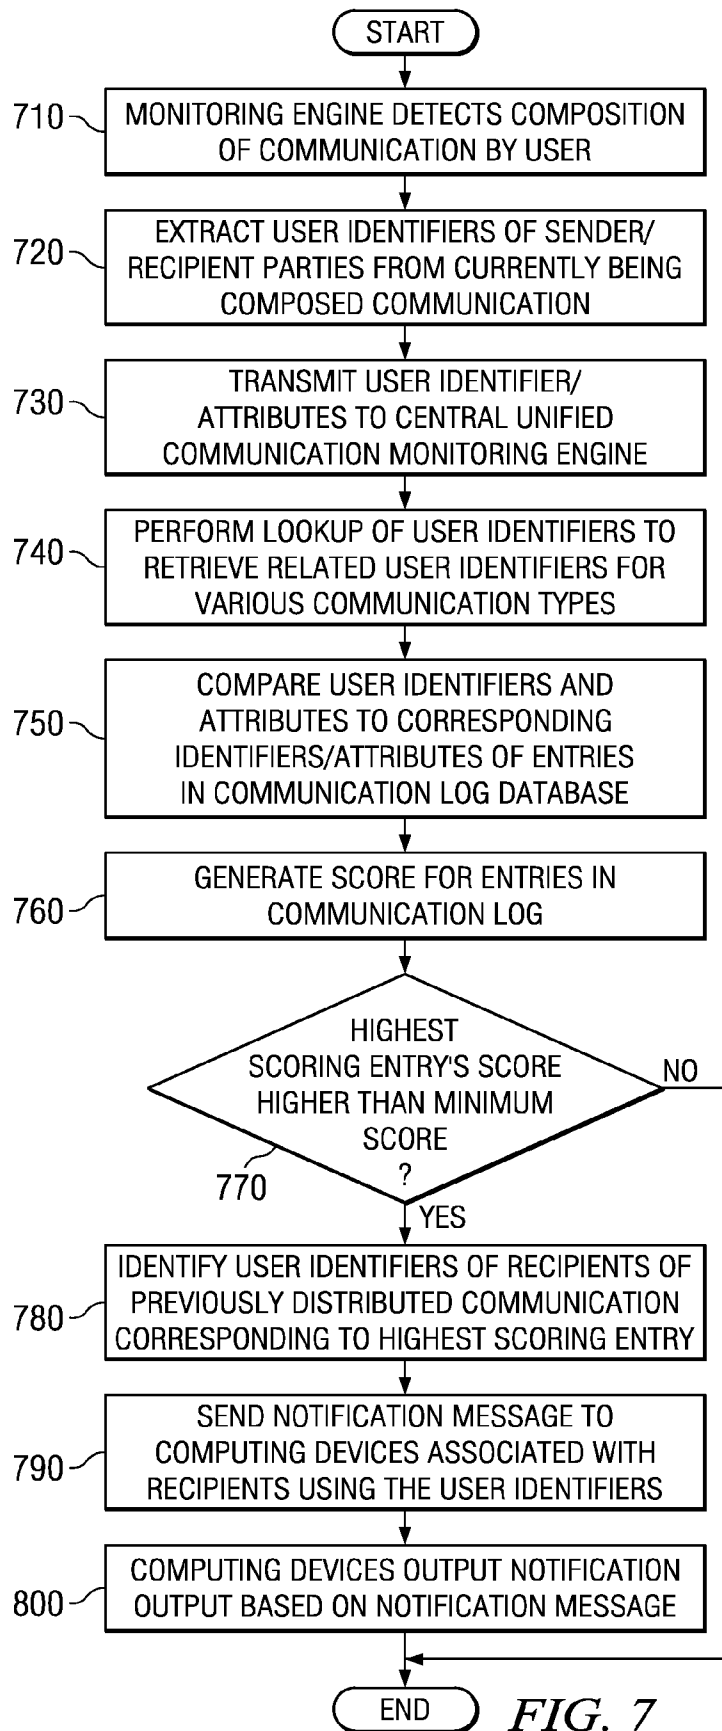 START
710
MONITORING ENGINE DETECTS COMPOSITION
OF COMMUNICATION BY USER
720
EXTRACT USER IDENTIFIERS OF SENDER/
RECIPIENT PARTIES FROM CURRENTLY BEING
COMPOSED COMMUNICATION
730
TRANSMIT USER IDENTIFIER/
ATTRIBUTES TO CENTRAL UNIFIED
COMMUNICATION MONITORING ENGINE
740
PERFORM LOOKUP OF USER IDENTIFIERS TO
RETRIEVE RELATED USER IDENTIFIERS FOR
VARIOUS COMMUNICATION TYPES
750
COMPARE USER IDENTIFIERS AND
ATTRIBUTES TO CORRESPONDING
IDENTIFIERS/ATTRIBUTES OF ENTRIES
IN COMMUNICATION LOG DATABASE
760
GENERATE SCORE FOR ENTRIES IN
COMMUNICATION LOG
HIGHEST
SCORING ENTRY'S SCORE
HIGHER THAN MINIMUM
SCORE
?
NO
770
YES
780
IDENTIFY USER IDENTIFIERS OF RECIPIENTS OF
PREVIOUSLY DISTRIBUTED COMMUNICATION
CORRESPONDING TO HIGHEST SCORING ENTRY
790
SEND NOTIFICATION MESSAGE TO
COMPUTING DEVICES ASSOCIATED WITH
RECIPIENTS USING THE USER IDENTIFIERS
800
COMPUTING DEVICES OUTPUT NOTIFICATION
OUTPUT BASED ON NOTIFICATION MESSAGE
END
FIG. 7